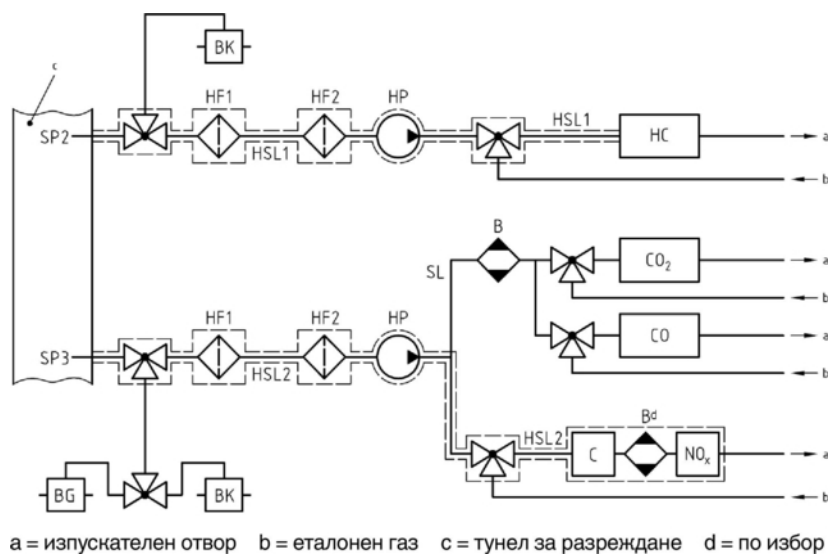 BK
c
HF1 HF2 HP
SP2
HSL1
HSL1
HC
a
b
B
SL
CO₂
a
b
CO
a
b
HF1 HF2 HP
SP3
HSL2
HSL2
Bᵈ
C
NOₓ
a
b
BG
BK
a = изпускателен отвор b = еталонен газ c = тунел за разреждане d = по избор